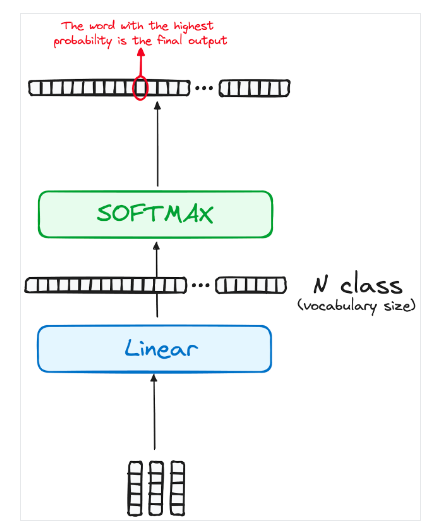 The word with the highest
probability is the final output
...
SOFTMAX
...
N class
(vocabulary size)
Linear